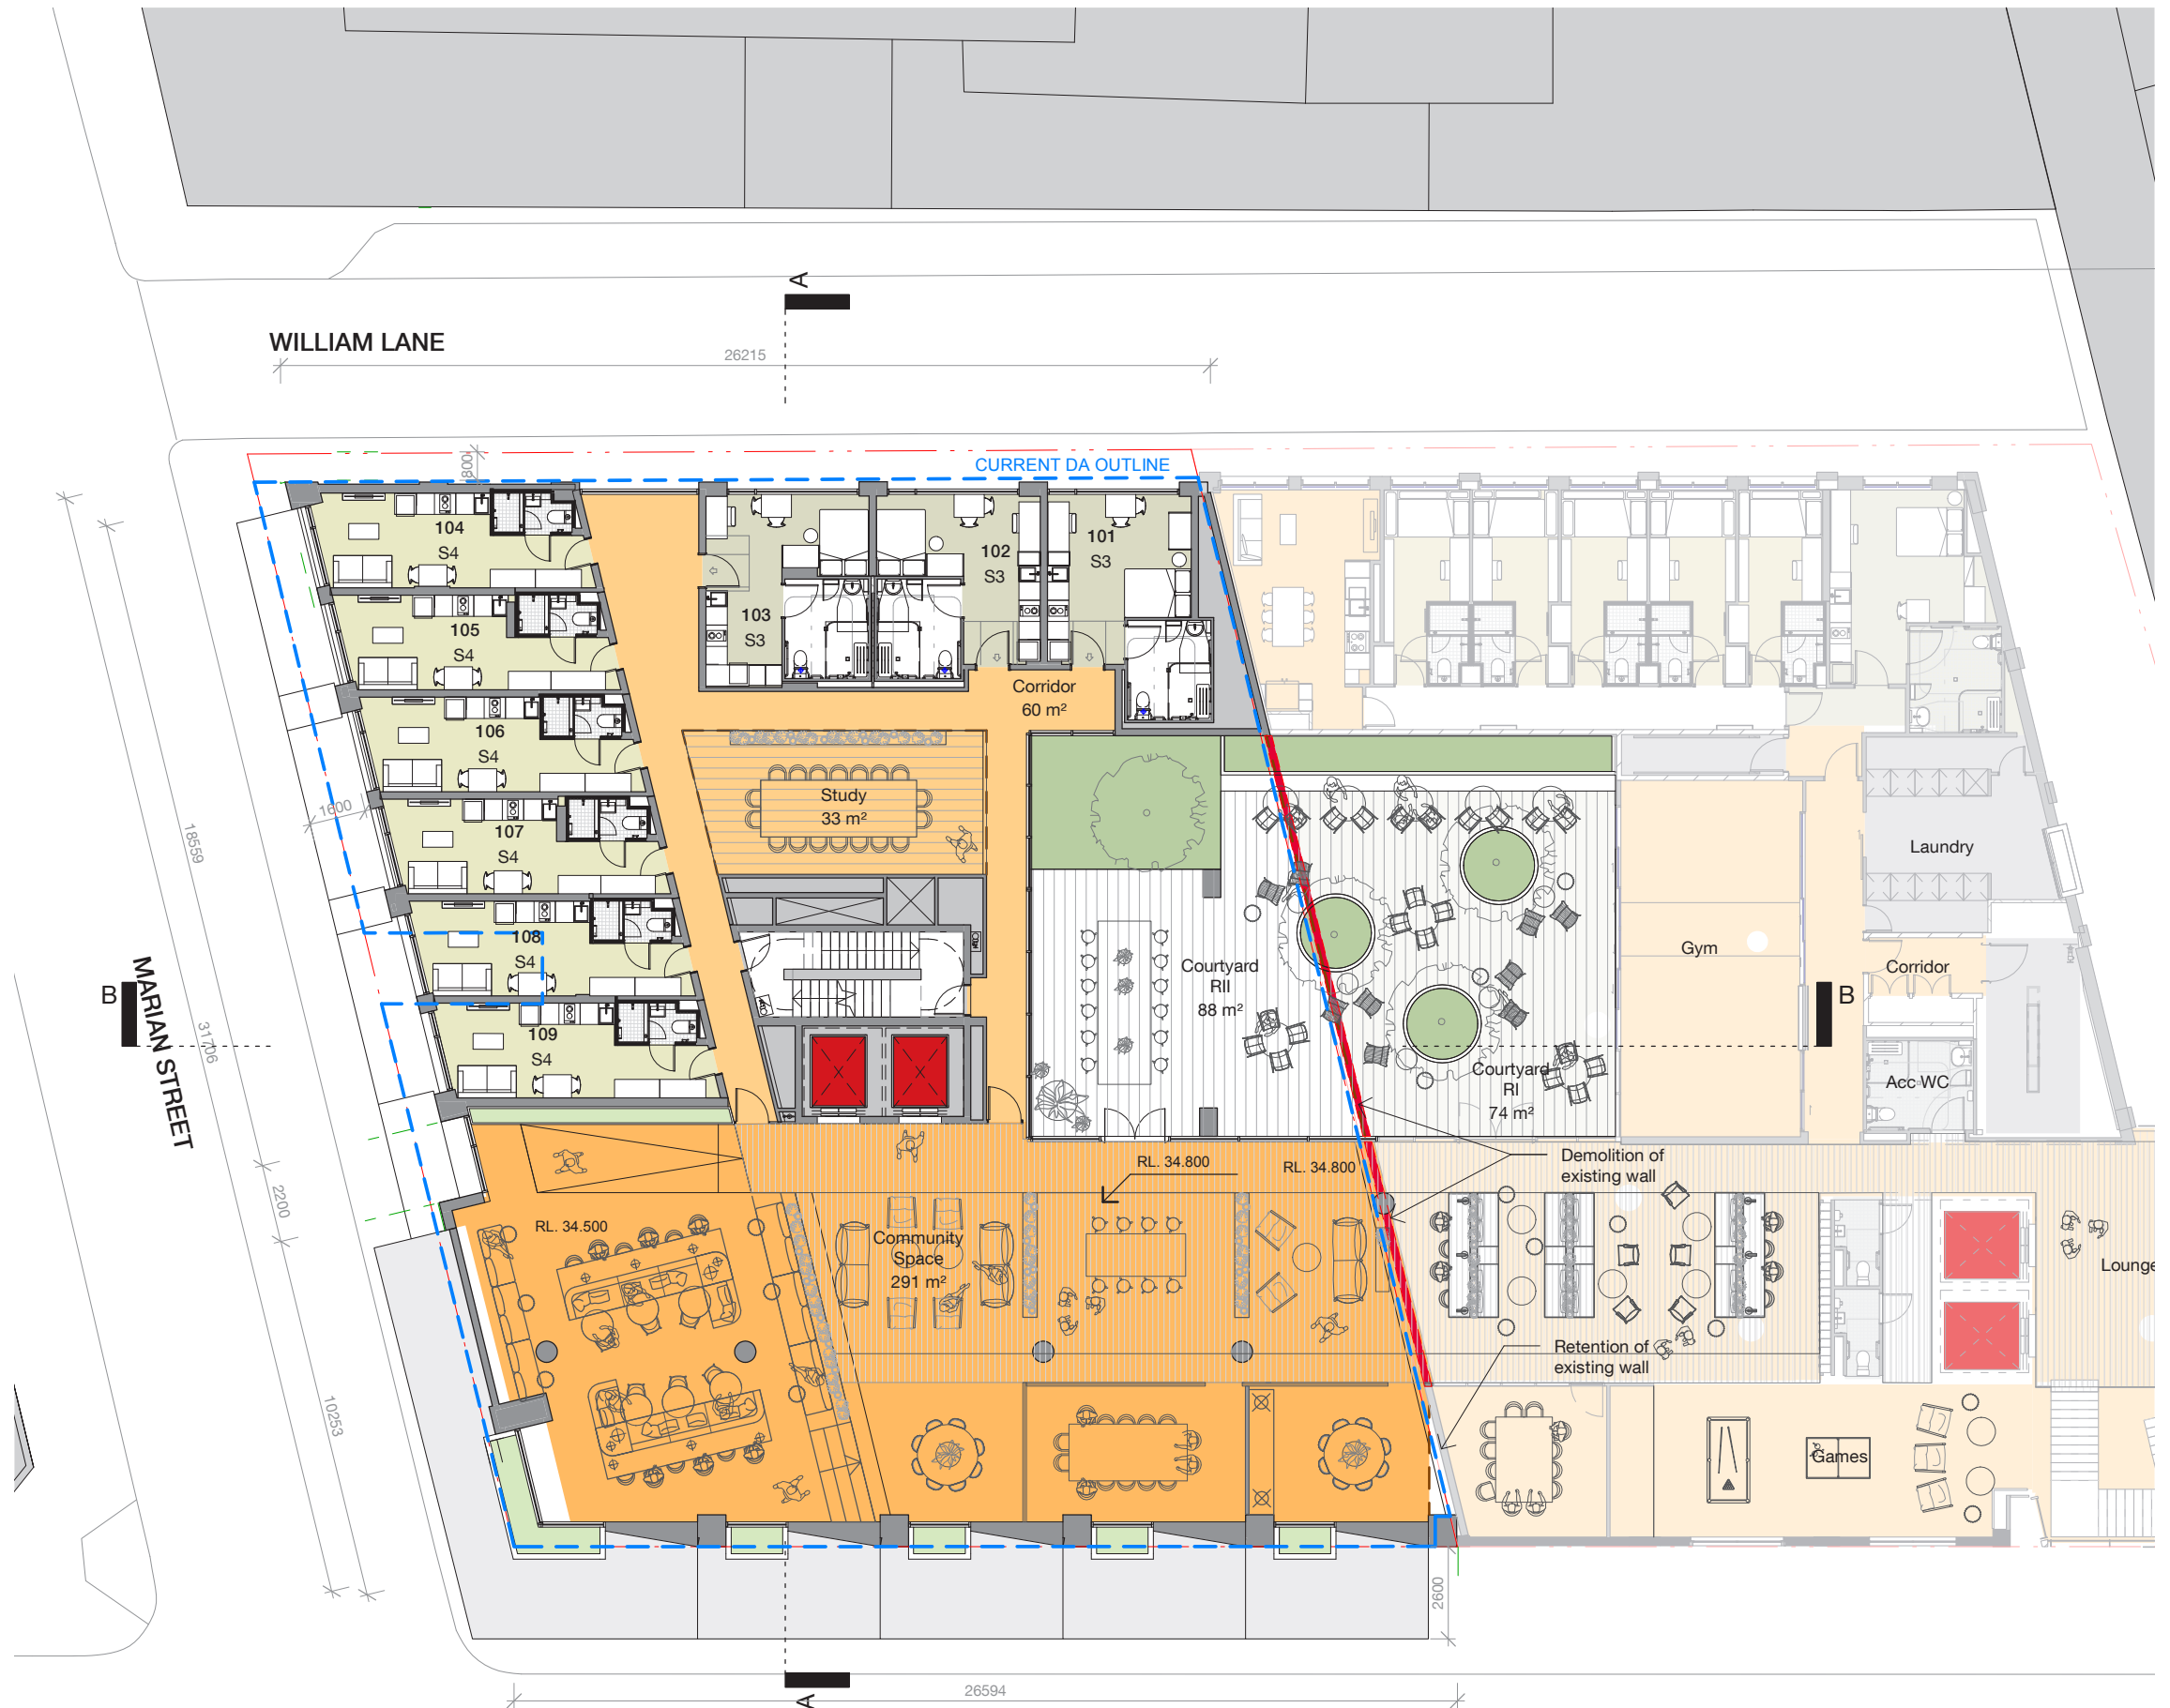 A
WILLIAM LANE
26215
800
CURRENT DA OUTLINE
104
S4
105
S4
106
S4
107
S4
108
S4
109
S4
103
S3
102
S3
101
S3
Corridor
60 m²
Study
33 m²
1600
18559
31706
2200
10253
MARIAN STREET
B
B
Courtyard
RII
88 m²
Courtyard
RI
74 m²
Gym
Laundry
Corridor
Acc WC
Demolition of
existing wall
RL. 34.800
RL. 34.800
RL. 34.500
Community
Space
291 m²
Lounge
Retention of
existing wall
Games
2600
A
26594